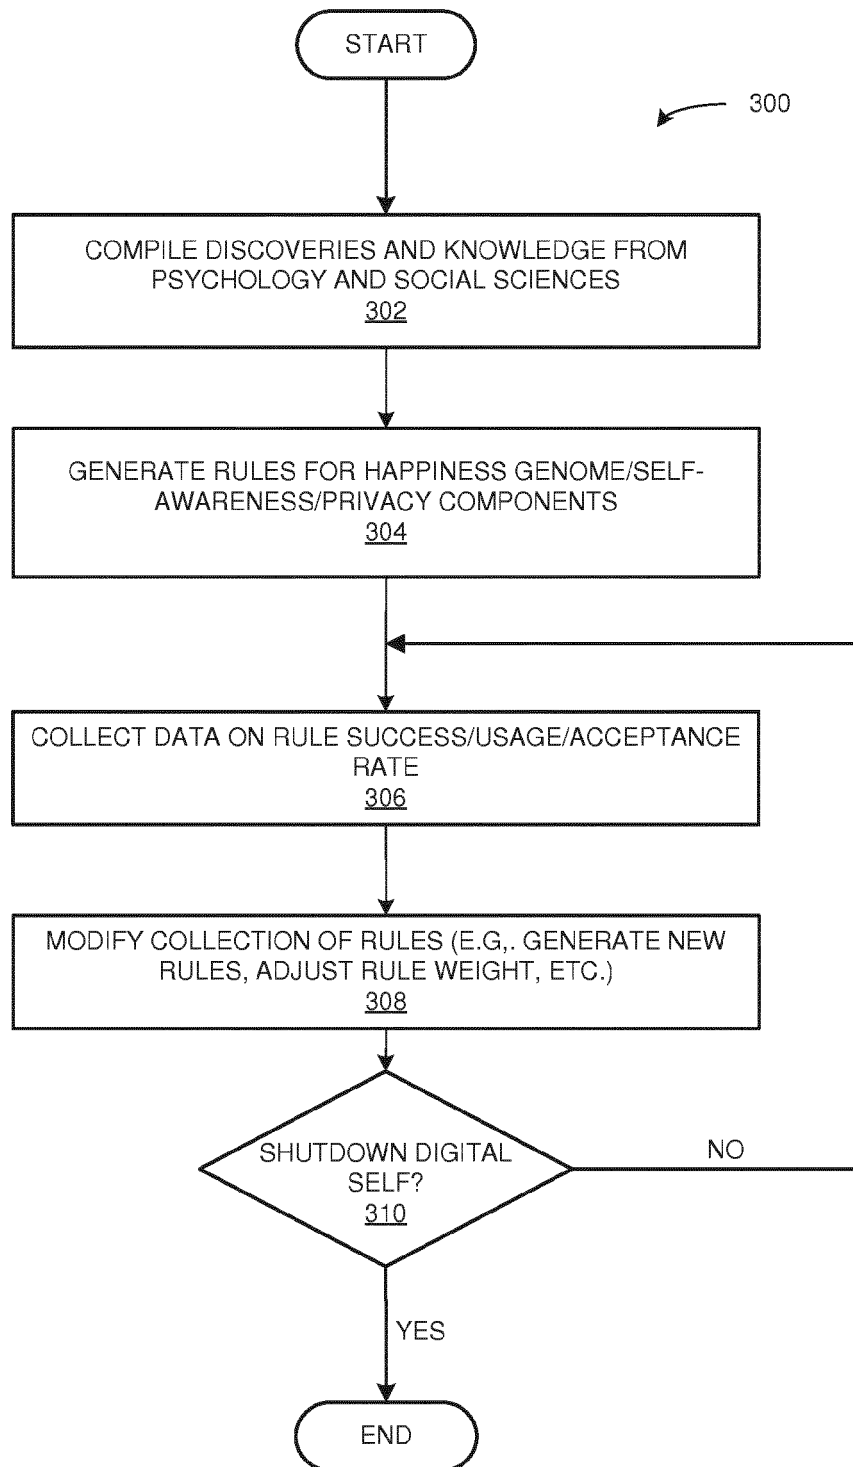 START
300
COMPILE DISCOVERIES AND KNOWLEDGE FROM
PSYCHOLOGY AND SOCIAL SCIENCES
302
GENERATE RULES FOR HAPPINESS GENOME/SELF-
AWARENESS/PRIVACY COMPONENTS
304
COLLECT DATA ON RULE SUCCESS/USAGE/ACCEPTANCE
RATE
306
MODIFY COLLECTION OF RULES (E.G,. GENERATE NEW
RULES, ADJUST RULE WEIGHT, ETC.)
308
SHUTDOWN DIGITAL
SELF?
310
NO
YES
END